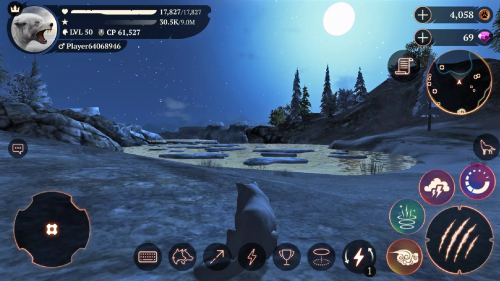 17,827/17,827
30.5K/9.0M
LVL 50 CP 61,527
♂ Player64068946
4,058
69
1